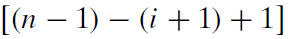 [(n − 1) − (i + 1) + 1]